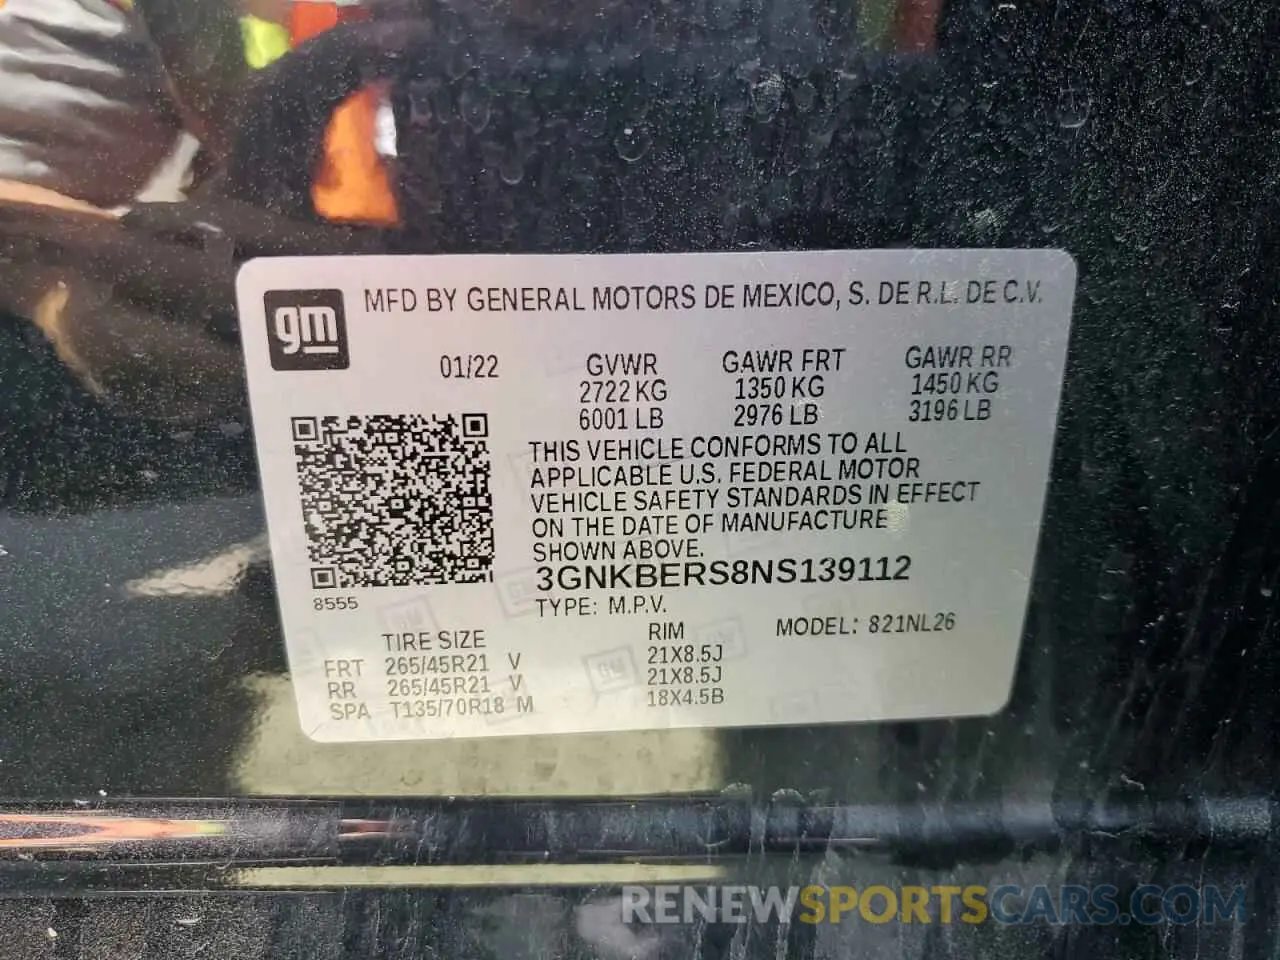 gm
MFD BY GENERAL MOTORS DE MEXICO, S. DE R.L. DE C.V.
01/22 GVWR GAWR FRT GAWR RR
2722 KG 1350 KG 1450 KG
6001 LB 2976 LB 3196 LB
THIS VEHICLE CONFORMS TO ALL
APPLICABLE U.S. FEDERAL MOTOR
VEHICLE SAFETY STANDARDS IN EFFECT
ON THE DATE OF MANUFACTURE
SHOWN ABOVE.
3GNKBERS8NS139112
8555
TYPE: M.P.V.
TIRE SIZE RIM MODEL: 821NL26
FRT 265/45R21 V 21X8.5J
RR 265/45R21 V 21X8.5J
SPA T135/70R18 M 18X4.5B
RENEWSPORTSCARS.COM